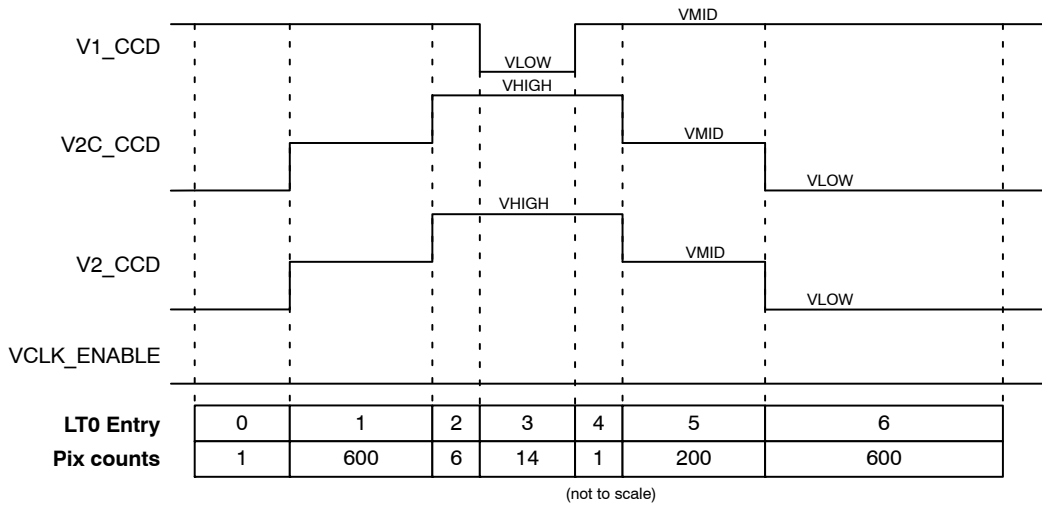 VMID
V1_CCD
VLOW
VHIGH
V2C_CCD
VMID
VLOW
VHIGH
V2_CCD
VMID
VLOW
VCLK_ENABLE
LT0 Entry 0 1 2 3 4 5 6
Pix counts 1 600 6 14 1 200 600
(not to scale)